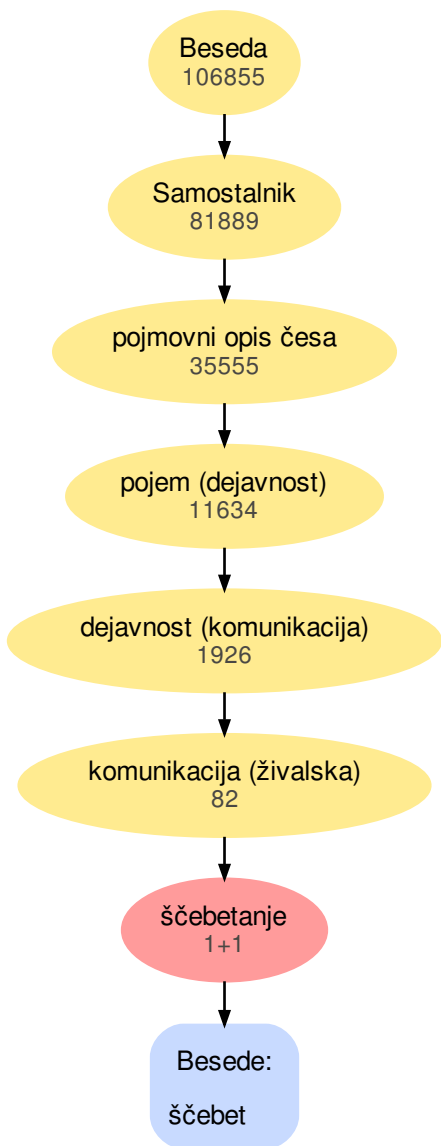 Beseda
106855
Samostalnik
81889
pojmovni opis česa
35555
pojem (dejavnost)
11634
dejavnost (komunikacija)
1926
komunikacija (živalska)
82
ščebetanje
1+1
Besede:
ščebet